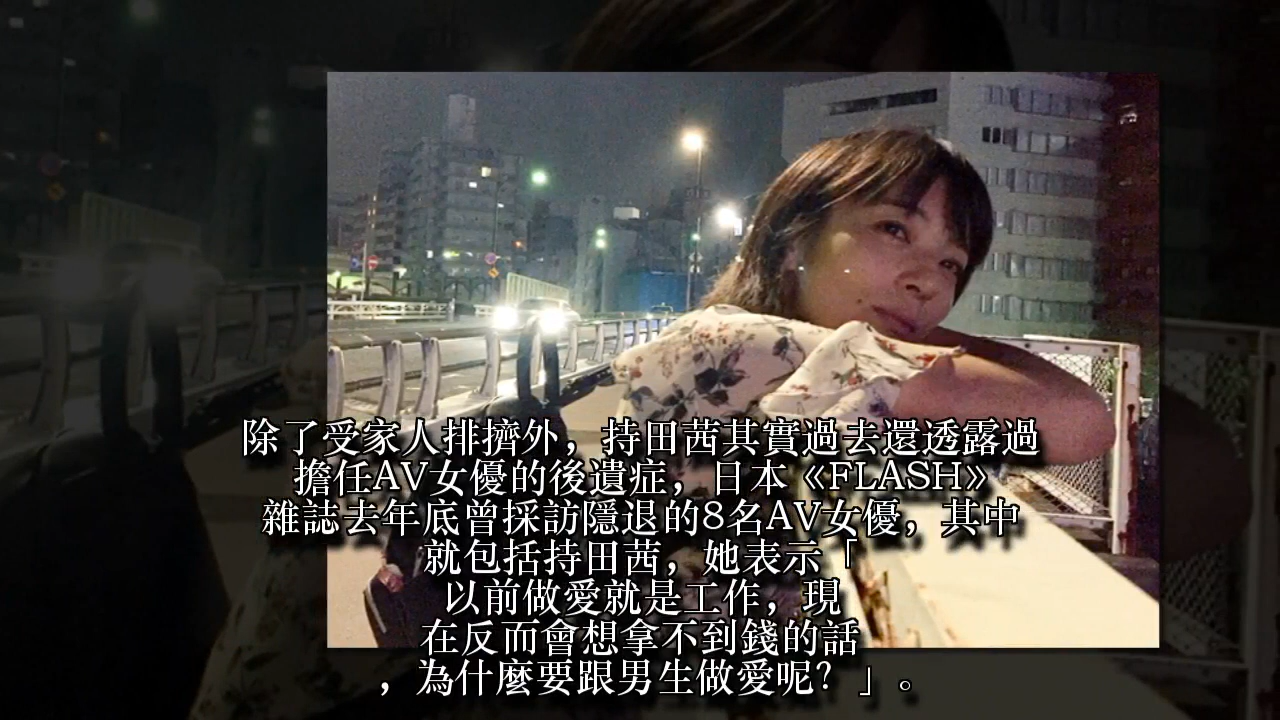 除了受家人排擠外，持田茜其實過去還透露過
擔任AV女優的後遺症，日本《FLASH》
雜誌去年底曾採訪隱退的8名AV女優，其中
就包括持田茜，她表示「
以前做愛就是工作，現
在反而會想拿不到錢的話
，為什麼要跟男生做愛呢？」。